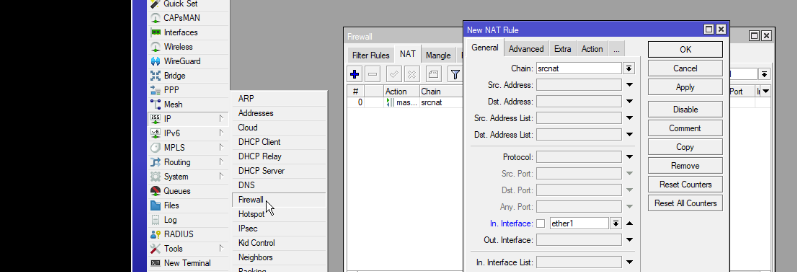 Quick Set
CAPsMAN
Interfaces
Wireless
WireGuard
Bridge
PPP
Mesh
IP
IPv6
MPLS
Routing
System
Queues
Files
Log
RADIUS
Tools
New Terminal
ARP
Addresses
Cloud
DHCP Client
DHCP Relay
DHCP Server
DNS
Firewall
Hotspot
IPsec
Kid Control
Neighbors
Packing
Firewall
Filter Rules NAT Mangle
# Action Chain
0 mas... srcnat
Port
New NAT Rule
General Advanced Extra Action ...
Chain: srcnat
Src. Address:
Dst. Address:
Src. Address List:
Dst. Address List:
Protocol:
Src. Port:
Dst. Port:
Any. Port:
In. Interface: ether1
Out. Interface:
In. Interface List:
OK
Cancel
Apply
Disable
Comment
Copy
Remove
Reset Counters
Reset All Counters